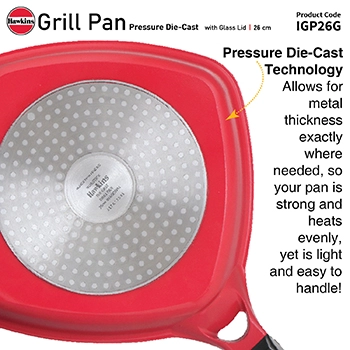 Hawkins
Grill Pan Pressure Die-Cast with Glass Lid | 26 cm
Product Code
IGP26G
Pressure Die-Cast
Technology
Allows for
metal
thickness
exactly
where
needed, so
your pan is
strong and
heats
evenly,
yet is light
and easy to
handle!
Hawkins